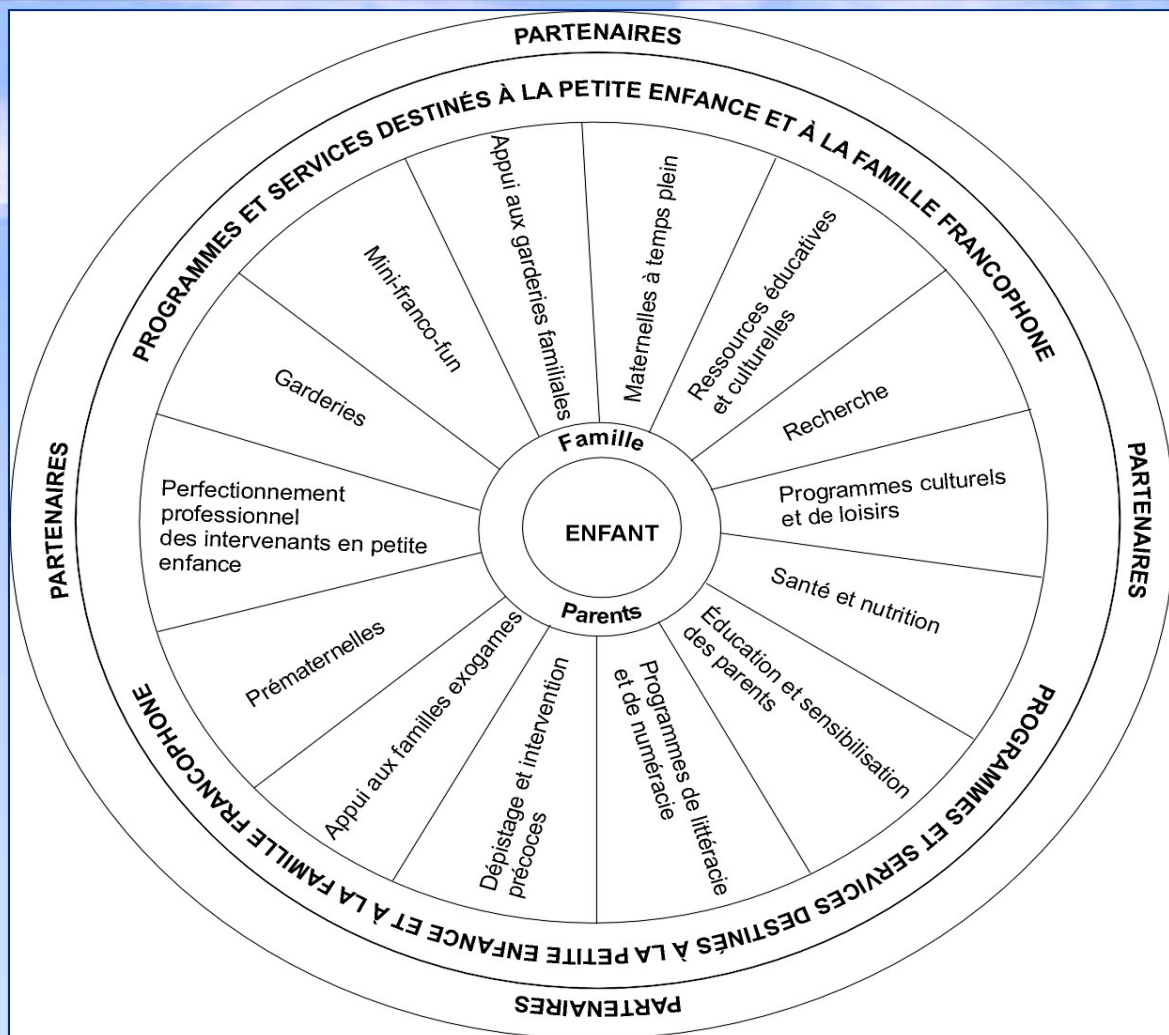 PARTENAIRES
PROGRAMMES ET SERVICES DESTINÉS À LA PETITE ENFANCE ET À LA FAMILLE FRANCOPHONE
Appui aux garderies familiales
Maternelles à temps plein
Ressources éducatives
et culturelles
Recherche
Programmes culturels
et de loisirs
Santé et nutrition
Éducation et sensibilisation
des parents
Programmes de littéracie
et de numéracie
Dépistage et intervention
précoces
Appui aux familles exogames
Prématernelles
Perfectionnement
professionnel
des intervenants en petite
enfance
Garderies
Mini-franco-fun
Famille
ENFANT
Parents
PARTENAIRES
PARTENAIRES
PROGRAMMES ET SERVICES DESTINÉS À LA PETITE ENFANCE ET À LA FAMILLE FRANCOPHONE
PARTENAIRES